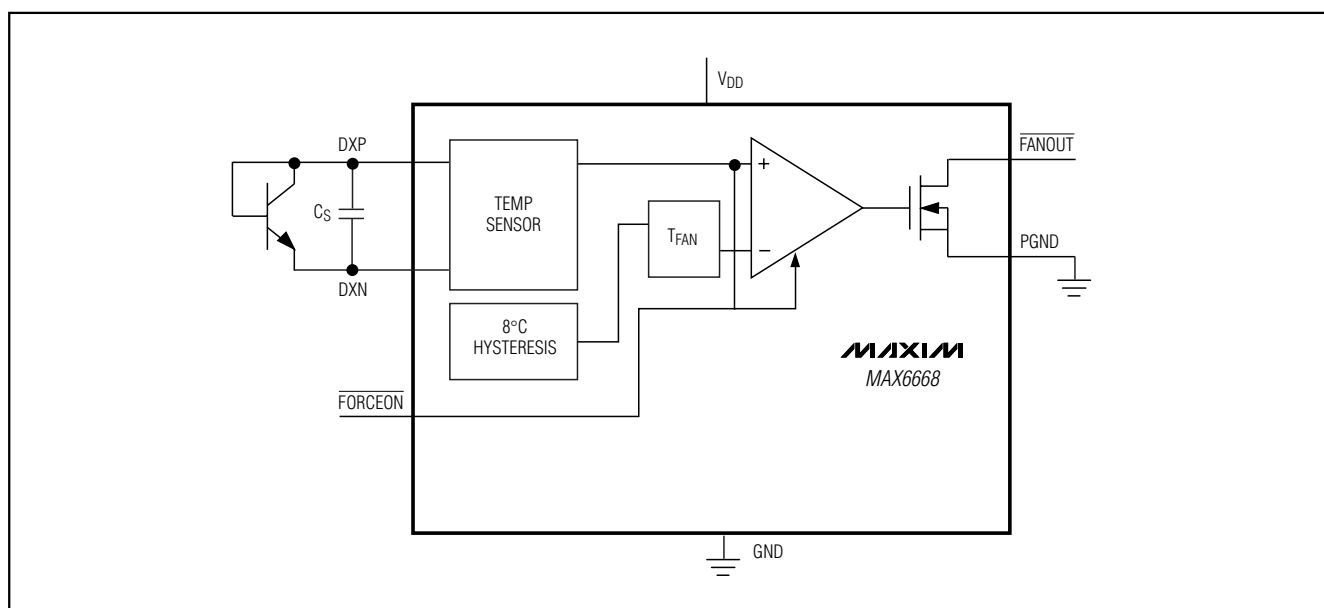 V_DD
DXP
FANOUT
C_S
TEMP
SENSOR
+
T_FAN
−
PGND
DXN
8°C
HYSTERESIS
MAXIM
MAX6668
FORCEON
GND